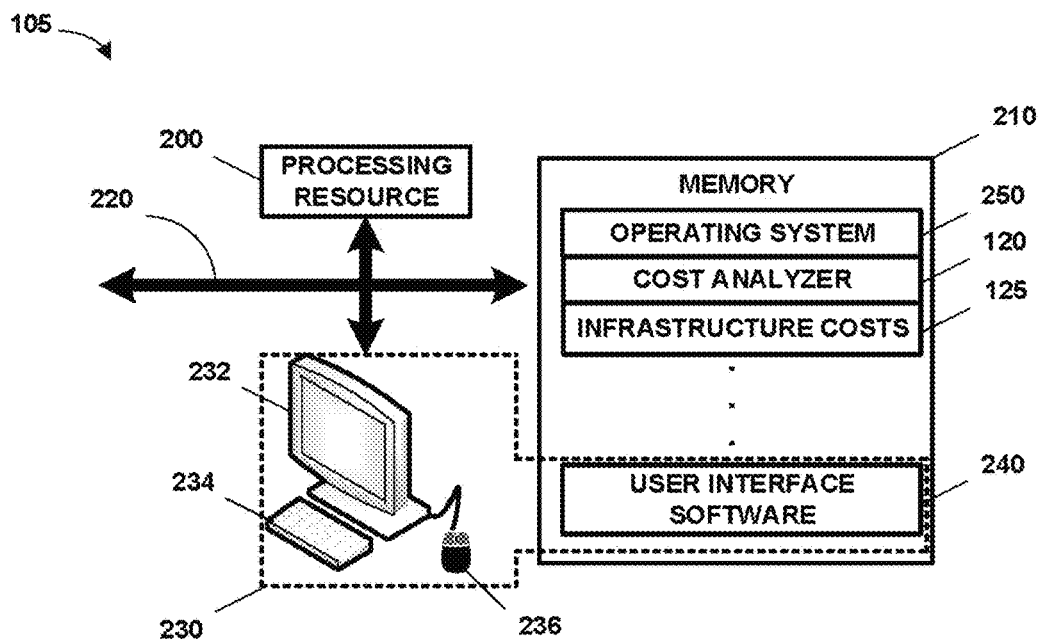 105
200
PROCESSING
RESOURCE
220
210
MEMORY
250
OPERATING SYSTEM
120
COST ANALYZER
125
INFRASTRUCTURE COSTS
232
234
240
USER INTERFACE
SOFTWARE
230
236